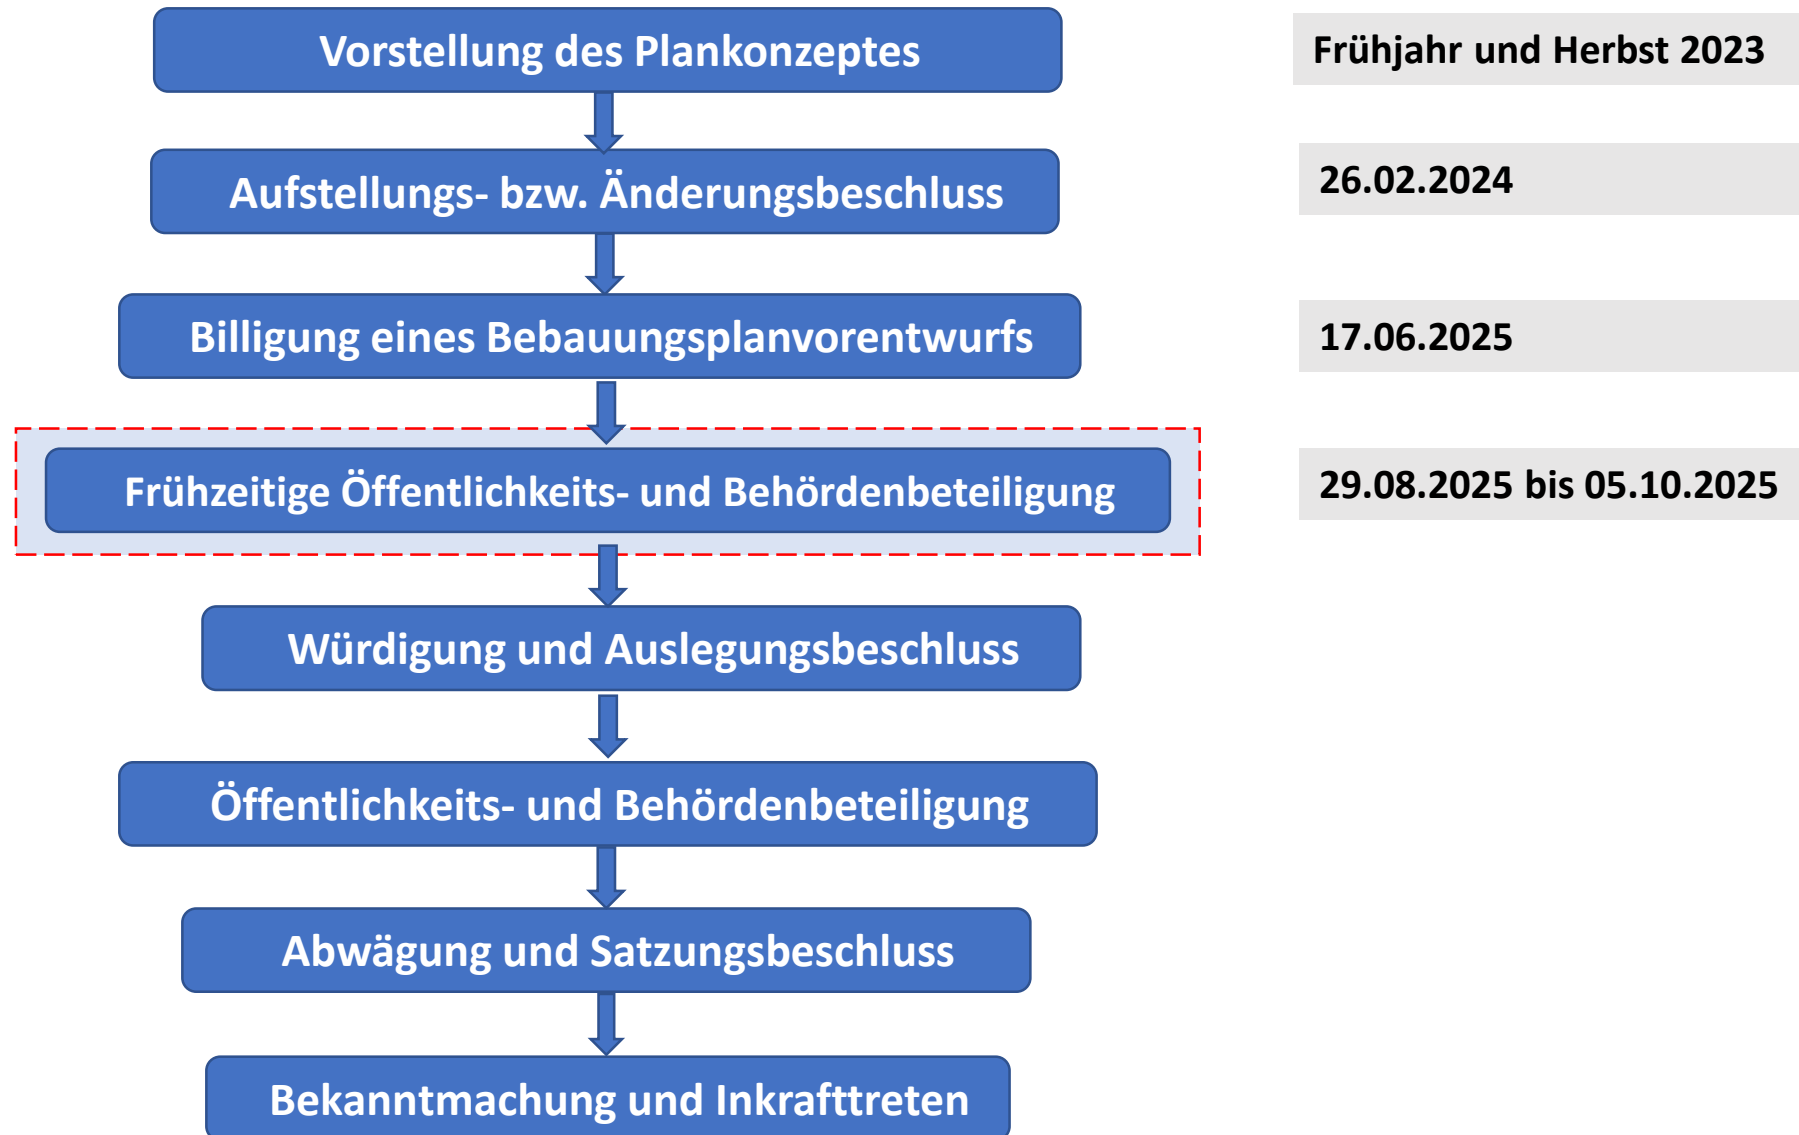 Vorstellung des Plankonzeptes
Frühjahr und Herbst 2023
Aufstellungs- bzw. Änderungsbeschluss
26.02.2024
Billigung eines Bebauungsplanvorentwurfs
17.06.2025
Frühzeitige Öffentlichkeits- und Behördenbeteiligung
29.08.2025 bis 05.10.2025
Würdigung und Auslegungsbeschluss
Öffentlichkeits- und Behördenbeteiligung
Abwägung und Satzungsbeschluss
Bekanntmachung und Inkrafttreten